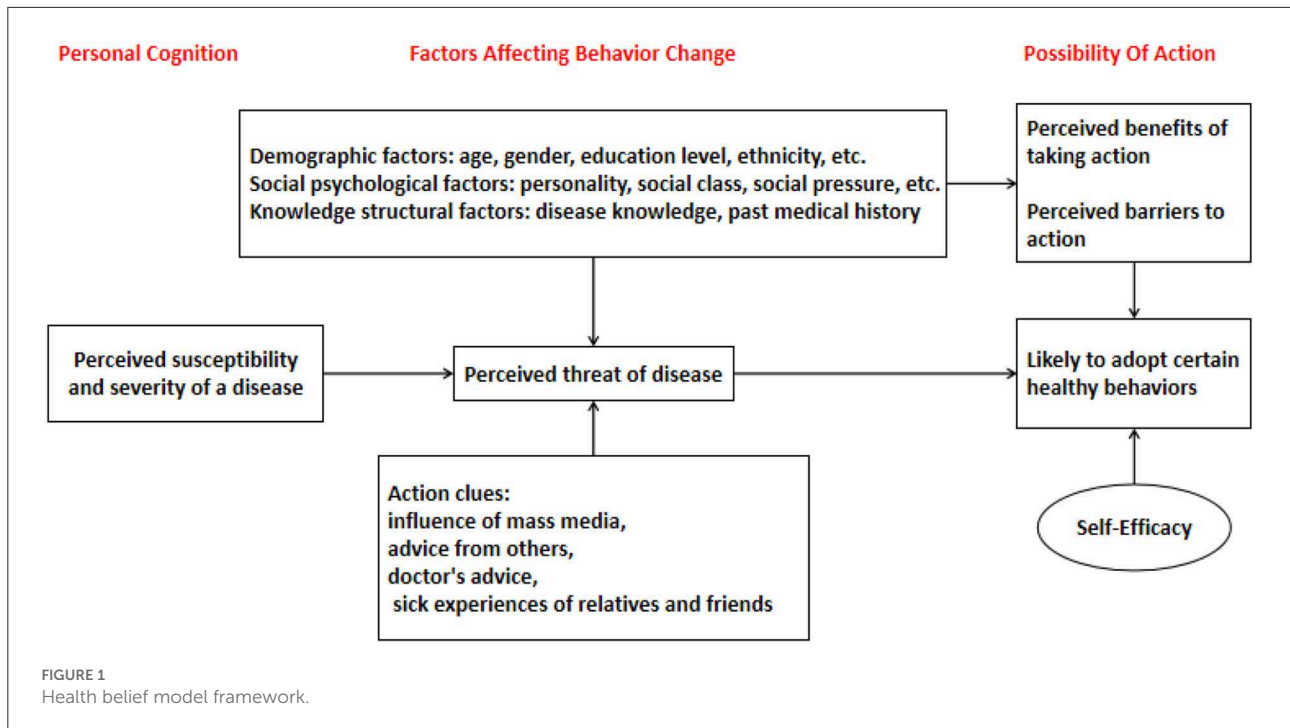 Personal Cognition
Factors Affecting Behavior Change
Possibility Of Action
Demographic factors: age, gender, education level, ethnicity, etc.
Social psychological factors: personality, social class, social pressure, etc.
Knowledge structural factors: disease knowledge, past medical history
Perceived benefits of
taking action
Perceived barriers to
action
Perceived susceptibility
and severity of a disease
Perceived threat of disease
Likely to adopt certain
healthy behaviors
Action clues:
influence of mass media,
advice from others,
doctor's advice,
sick experiences of relatives and friends
Self-Efficacy
FIGURE 1
Health belief model framework.